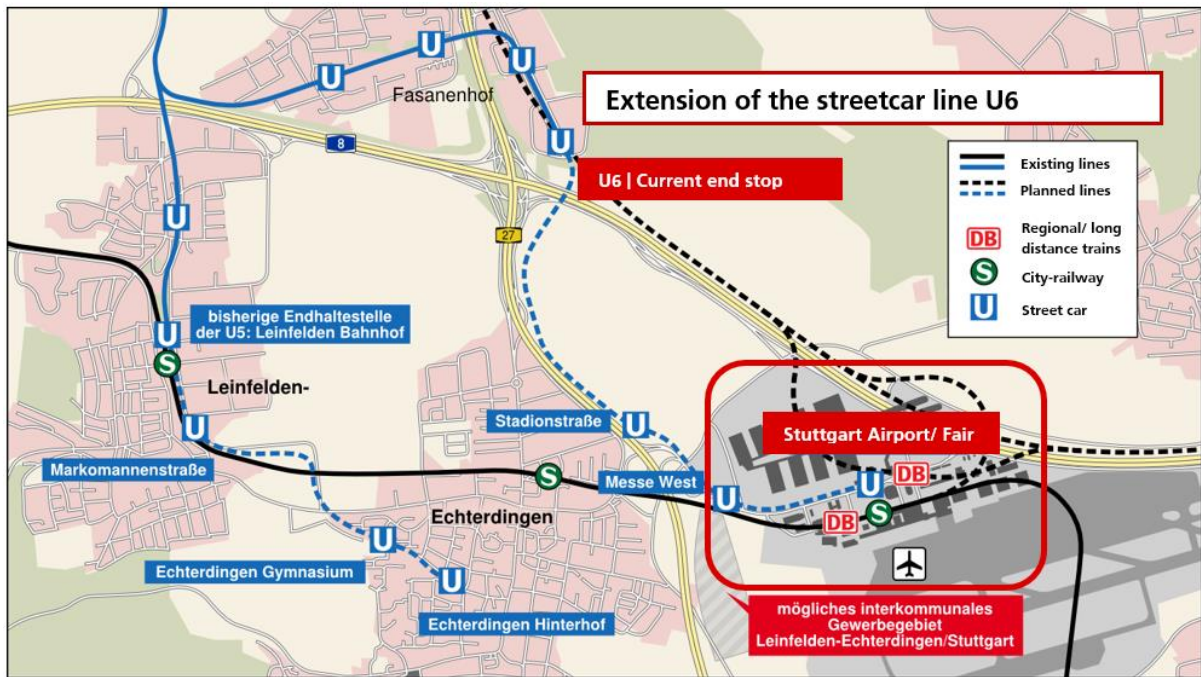 U
U
U
Fasanenhof
Extension of the streetcar line U6
8
U
U6 | Current end stop
Existing lines
Planned lines
DB Regional/ long
distance trains
S City-railway
U Street car
U
27
bisherige Endhaltestelle
der U5: Leinfelden Bahnhof
U
S
Leinfelden-
Stadionstraße
U
Stuttgart Airport/ Fair
U
Markomannenstraße
S
Messe West
U
U
DB
Echterdingen
DB
S
Echterdingen Gymnasium
U
U
Echterdingen Hinterhof
mögliches interkommunales
Gewerbegebiet
Leinfelden-Echterdingen/Stuttgart